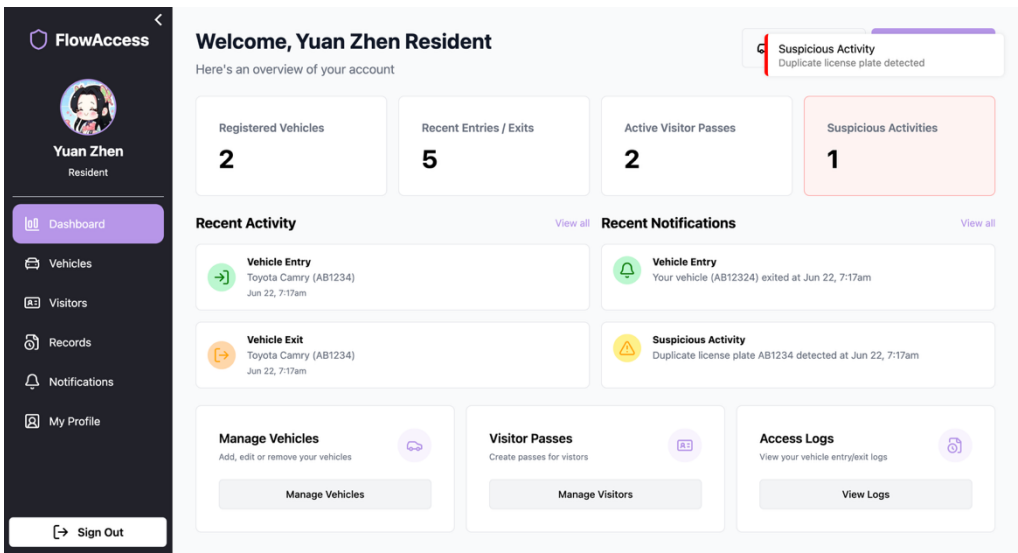 FlowAccess
Yuan Zhen
Resident
Dashboard
Vehicles
Visitors
Records
Notifications
My Profile
Sign Out
Welcome, Yuan Zhen Resident
Here's an overview of your account
Suspicious Activity
Duplicate license plate detected
Registered Vehicles
2
Recent Entries / Exits
5
Active Visitor Passes
2
Suspicious Activities
1
Recent Activity
View all
Vehicle Entry
Toyota Camry (AB1234)
Jun 22, 7:17am
Vehicle Exit
Toyota Camry (AB1234)
Jun 22, 7:17am
Recent Notifications
View all
Vehicle Entry
Your vehicle (AB12324) exited at Jun 22, 7:17am
Suspicious Activity
Duplicate license plate AB1234 detected at Jun 22, 7:17am
Manage Vehicles
Add, edit or remove your vehicles
Manage Vehicles
Visitor Passes
Create passes for vistors
Manage Visitors
Access Logs
View your vehicle entry/exit logs
View Logs